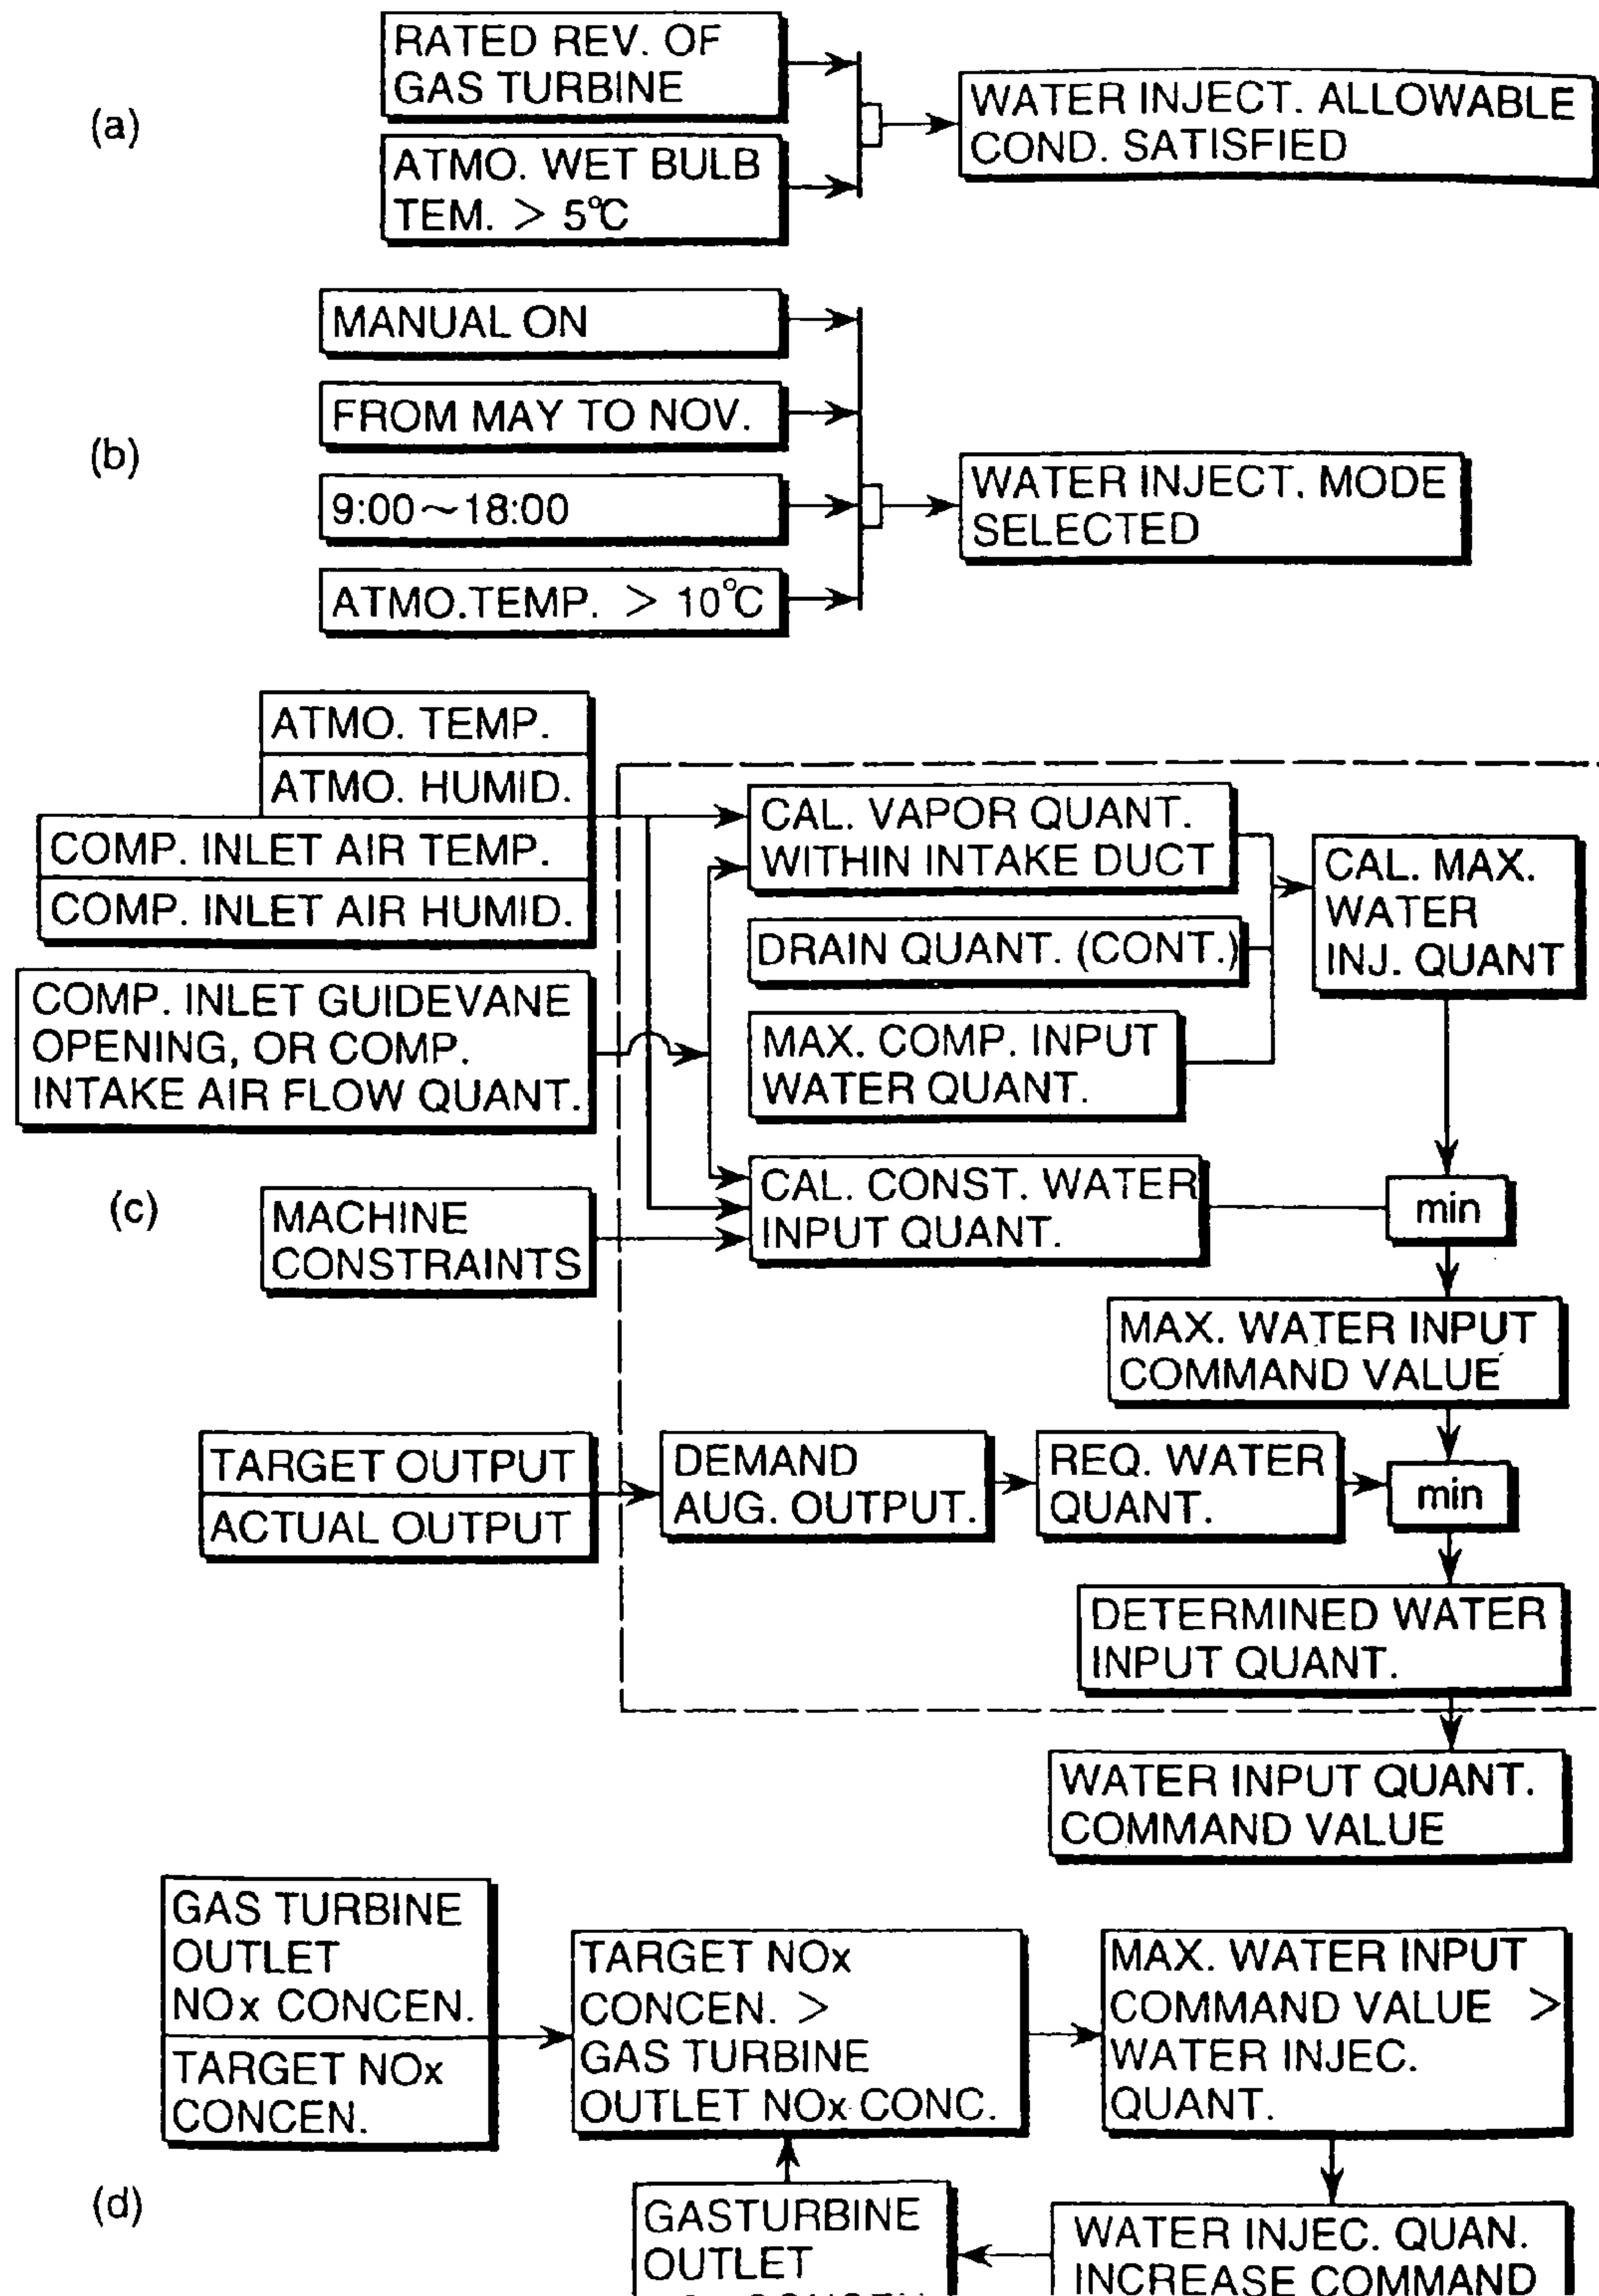 (a)
RATED REV. OF
GAS TURBINE
ATMO. WET BULB
TEM. > 5°C
WATER INJECT. ALLOWABLE
COND. SATISFIED
(b)
MANUAL ON
FROM MAY TO NOV.
9:00～18:00
ATMO.TEMP. > 10°C
WATER INJECT. MODE
SELECTED
(c)
ATMO. TEMP.
ATMO. HUMID.
COMP. INLET AIR TEMP.
COMP. INLET AIR HUMID.
COMP. INLET GUIDEVANE
OPENING, OR COMP.
INTAKE AIR FLOW QUANT.
MACHINE
CONSTRAINTS
CAL. VAPOR QUANT.
WITHIN INTAKE DUCT
DRAIN QUANT. (CONT.)
MAX. COMP. INPUT
WATER QUANT.
CAL. CONST. WATER
INPUT QUANT.
CAL. MAX.
WATER
INJ. QUANT
min
MAX. WATER INPUT
COMMAND VALUE
TARGET OUTPUT
ACTUAL OUTPUT
DEMAND
AUG. OUTPUT.
REQ. WATER
QUANT.
min
DETERMINED WATER
INPUT QUANT.
WATER INPUT QUANT.
COMMAND VALUE
(d)
GAS TURBINE
OUTLET
NOx CONCEN.
TARGET NOx
CONCEN.
TARGET NOx
CONCEN. >
GAS TURBINE
OUTLET NOx CONC.
MAX. WATER INPUT
COMMAND VALUE >
WATER INJEC.
QUANT.
WATER INJEC. QUAN.
INCREASE COMMAND
GASTURBINE
OUTLET